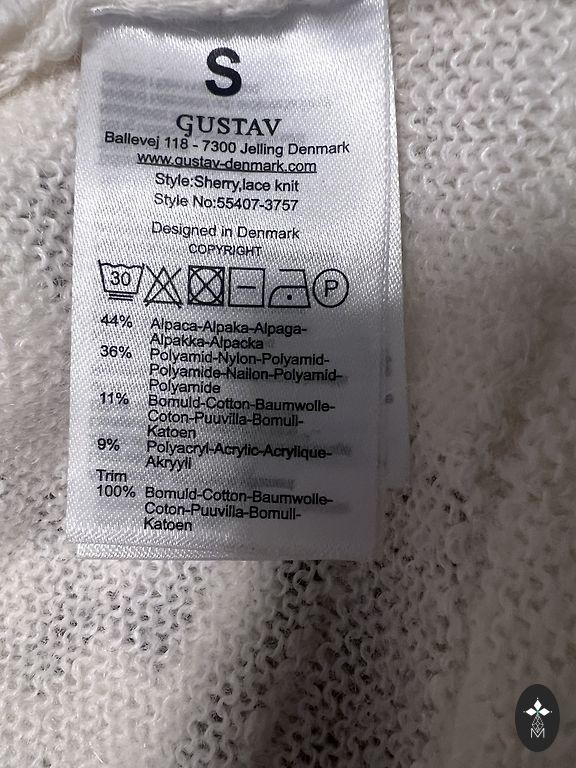 S
GUSTAV
Ballevej 118 - 7300 Jelling Denmark
www.gustav-denmark.com
Style:Sherry,lace knit
Style No:55407-3757
Designed in Denmark
COPYRIGHT
30 P
44% Alpaca-Alpaka-Alpaga-
Alpakka-Alpacka
36% Polyamid-Nylon-Polyamid-
Polyamide-Nailon-Polyamid-
Polyamide
11% Bomuld-Cotton-Baumwolle-
Coton-Puuvilla-Bomull-
Katoen
9% Polyacryl-Acrylic-Acrylique-
Akryyli
Trim
100% Bomuld-Cotton-Baumwolle-
Coton-Puuvilla-Bomull-
Katoen
M